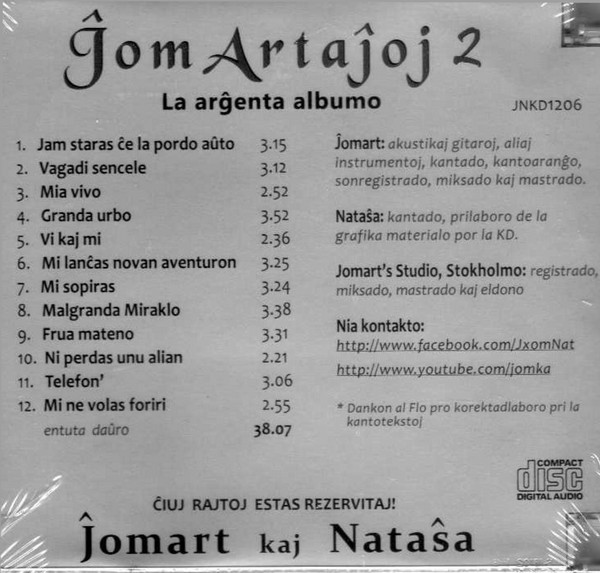 Ĵom Artaĵoj 2
La arĝenta albumo
JNKD1206
1. Jam staras ĉe la pordo aûto 3.15
2. Vagadi sencele 3.12
3. Mia vivo 2.52
4. Granda urbo 3.52
5. Vi kaj mi 2.36
6. Mi lanĉas novan aventuron 3.25
7. Mi sopiras 3.24
8. Malgranda Miraklo 3.38
9. Frua mateno 3.31
10. Ni perdas unu alian 2.21
11. Telefon' 3.06
12. Mi ne volas foriri 2.55
entuta daûro 38.07
Ĵomart: akustikaj gitaroj, aliaj
instrumentoj, kantado, kantoaranĝo,
sonregistrado, miksado kaj mastrado.
Nataŝa: kantado, prilaboro de la
grafika materialo por la KD.
Jomart's Studio, Stokholmo: registrado,
miksado, mastrado kaj eldono
Nia kontakto:
http://www.facebook.com/JxomNat
http://www.youtube.com/jomka
* Dankon al Flo pro korektadlaboro pri la
kantotekstoj
COMPACT
disc
DIGITAL AUDIO
ĈIUJ RAJTOJ ESTAS REZERVITAJ!
Ĵomart kaj Nataŝa